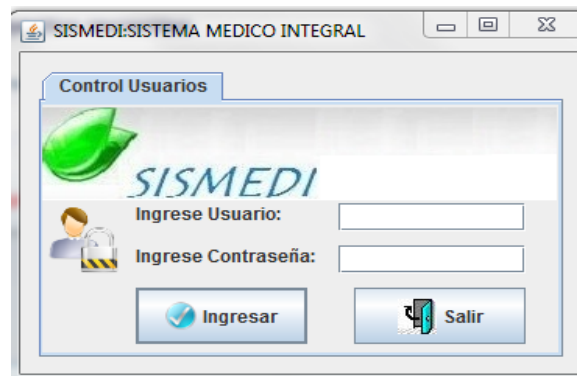 SISMEDI:SISTEMA MEDICO INTEGRAL
Control Usuarios
SISMEDI
Ingrese Usuario:
Ingrese Contraseña:
Ingresar
Salir